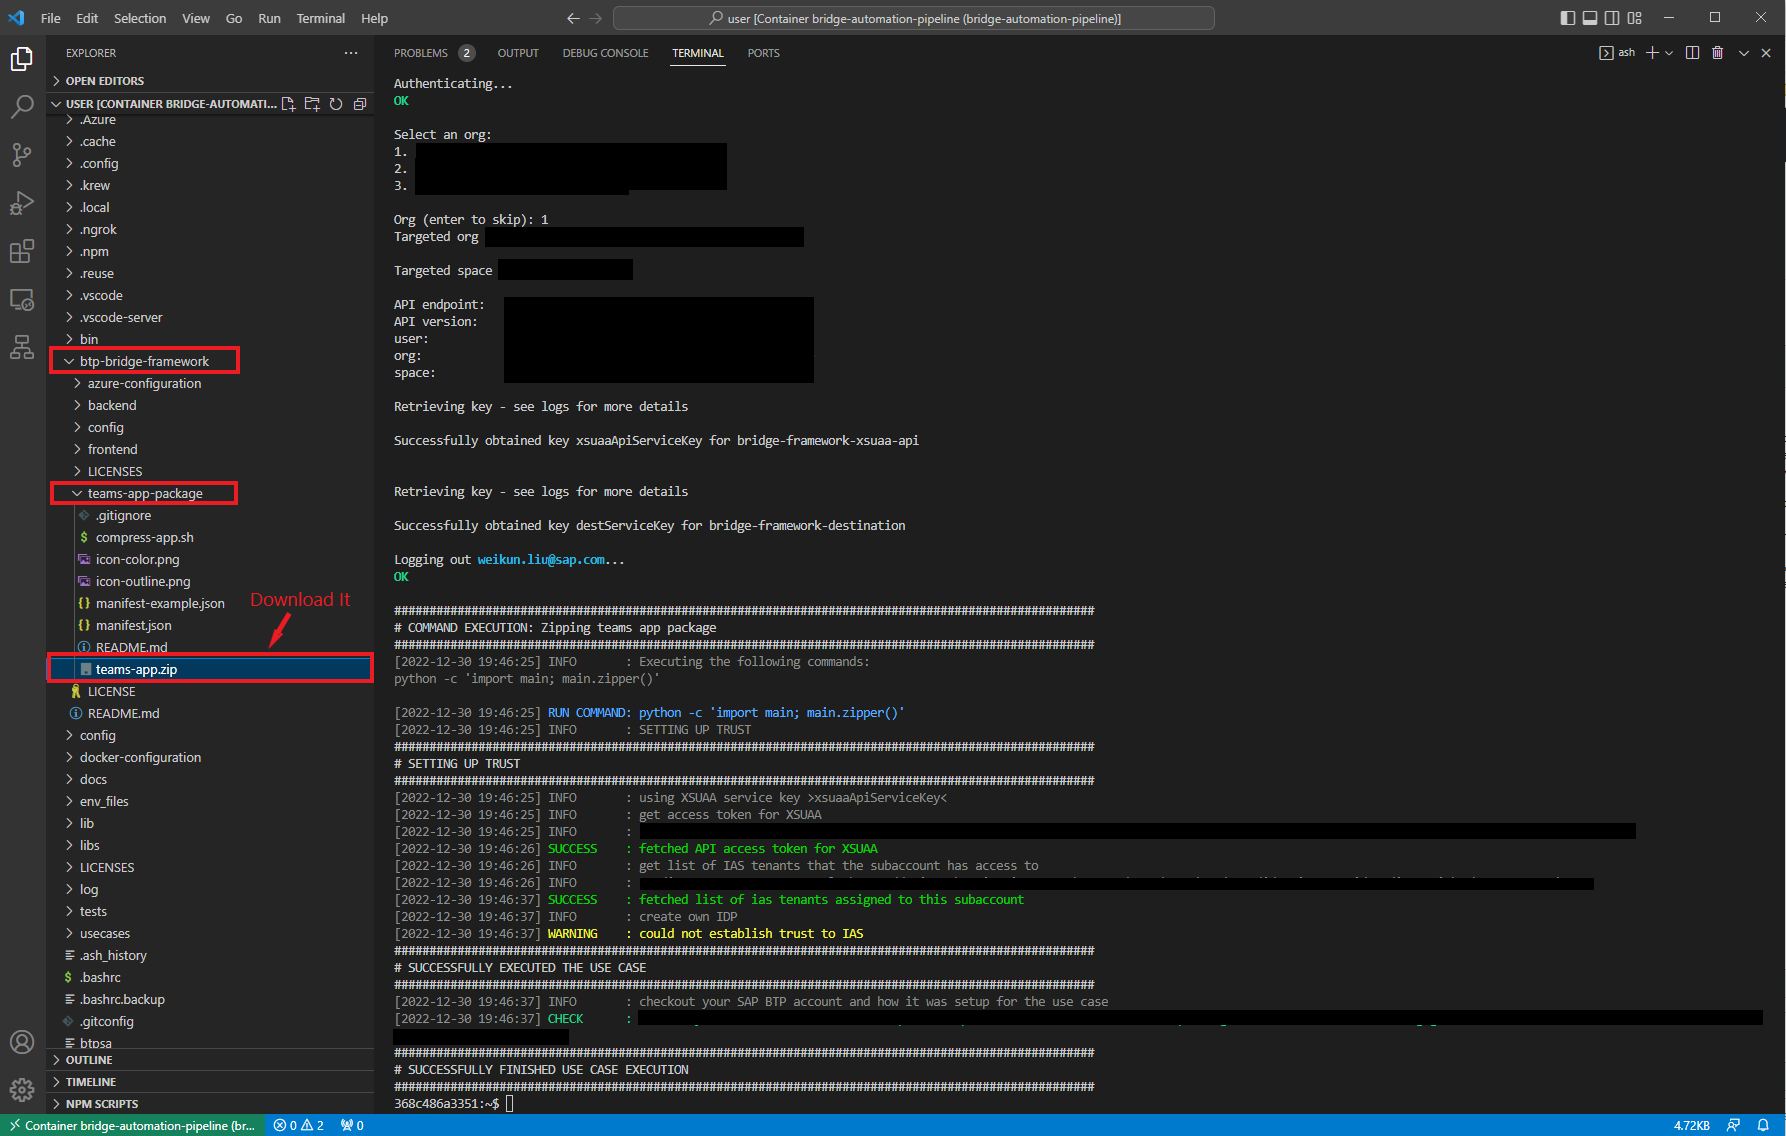 File Edit Selection View Go Run Terminal Help
user [Container bridge-automation-pipeline (bridge-automation-pipeline)]
EXPLORER
OPEN EDITORS
USER [CONTAINER BRIDGE-AUTOMATI...
.Azure
.cache
.config
.krew
.local
.ngrok
.npm
.reuse
.vscode
.vscode-server
bin
btp-bridge-framework
azure-configuration
backend
config
frontend
LICENSES
teams-app-package
.gitignore
compress-app.sh
icon-color.png
icon-outline.png
manifest-example.json
Download It
manifest.json
README.md
teams-app.zip
LICENSE
README.md
config
docker-configuration
docs
env_files
lib
libs
LICENSES
log
tests
usecases
.ash_history
.bashrc
.bashrc.backup
.gitconfig
btpsa
OUTLINE
TIMELINE
NPM SCRIPTS
PROBLEMS 2 OUTPUT DEBUG CONSOLE TERMINAL PORTS
ash
Authenticating...
OK
Select an org:
1.
2.
3.
Org (enter to skip): 1
Targeted org
Targeted space
API endpoint:
API version:
user:
org:
space:
Retrieving key - see logs for more details
Successfully obtained key xsuaaApiServiceKey for bridge-framework-xsuaa-api
Retrieving key - see logs for more details
Successfully obtained key destServiceKey for bridge-framework-destination
Logging out weikun.liu@sap.com...
OK
####################################################################################################
# COMMAND EXECUTION: Zipping teams app package
####################################################################################################
[2022-12-30 19:46:25] INFO : Executing the following commands:
python -c 'import main; main.zipper()'
[2022-12-30 19:46:25] RUN COMMAND: python -c 'import main; main.zipper()'
[2022-12-30 19:46:25] INFO : SETTING UP TRUST
####################################################################################################
# SETTING UP TRUST
####################################################################################################
[2022-12-30 19:46:25] INFO : using XSUAA service key >xsuaaApiServiceKey<
[2022-12-30 19:46:25] INFO : get access token for XSUAA
[2022-12-30 19:46:25] INFO :
[2022-12-30 19:46:26] SUCCESS : fetched API access token for XSUAA
[2022-12-30 19:46:26] INFO : get list of IAS tenants that the subaccount has access to
[2022-12-30 19:46:26] INFO :
[2022-12-30 19:46:37] SUCCESS : fetched list of ias tenants assigned to this subaccount
[2022-12-30 19:46:37] INFO : create own IDP
[2022-12-30 19:46:37] WARNING : could not establish trust to IAS
####################################################################################################
# SUCCESSFULLY EXECUTED THE USE CASE
####################################################################################################
[2022-12-30 19:46:37] INFO : checkout your SAP BTP account and how it was setup for the use case
[2022-12-30 19:46:37] CHECK :
####################################################################################################
# SUCCESSFULLY FINISHED USE CASE EXECUTION
####################################################################################################
368c486a3351:~$
Container bridge-automation-pipeline (br... 0 2 0 4.72KB